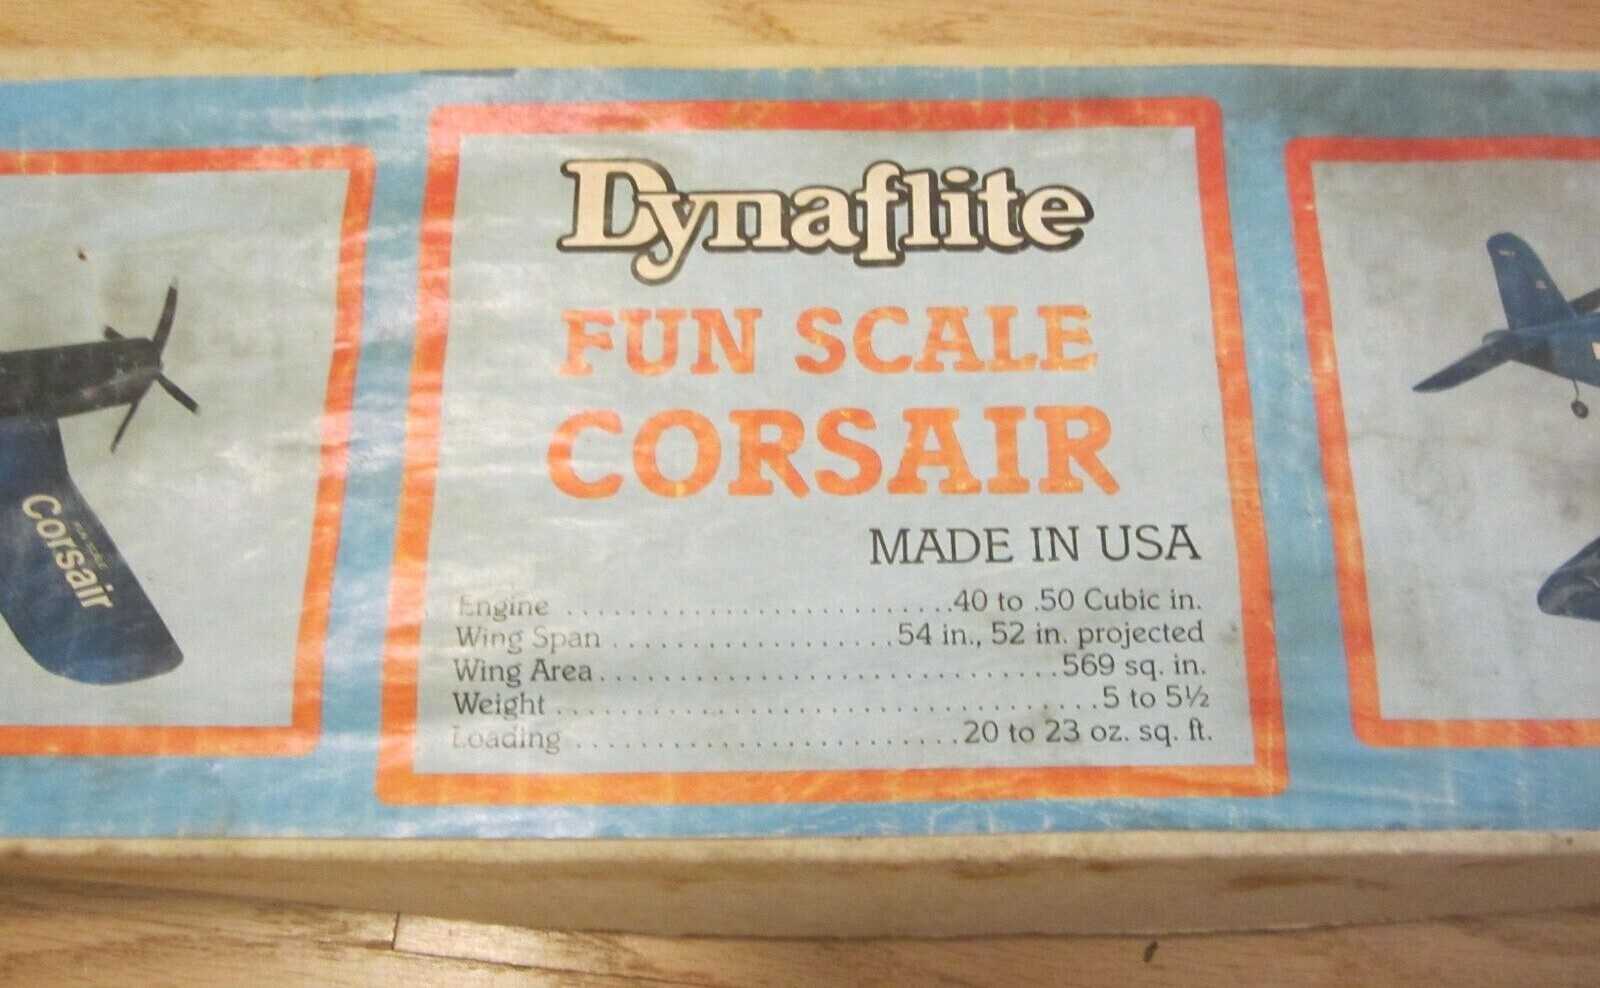 Dynaflite
FUN SCALE
CORSAIR
MADE IN USA
Engine ........................ .40 to .50 Cubic in.
Wing Span .................. 54 in., 52 in. projected
Wing Area .............................. 569 sq. in.
Weight .................................. 5 to 5½
Loading ........................ 20 to 23 oz. sq. ft.
FUN SCALE
Corsair